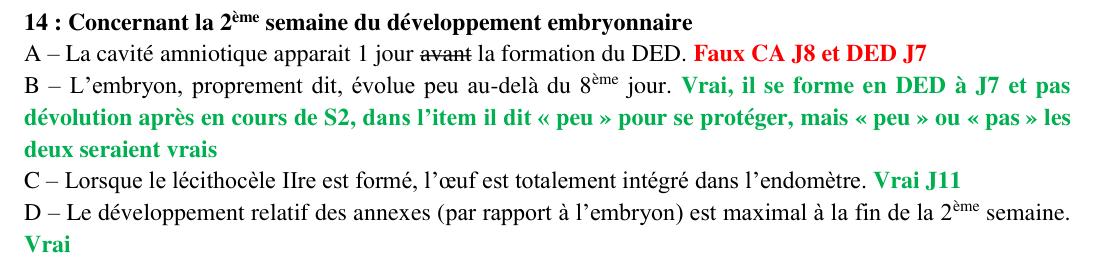 14 : Concernant la 2ème semaine du développement embryonnaire
A – La cavité amniotique apparait 1 jour avant la formation du DED. Faux CA J8 et DED J7
B – L’embryon, proprement dit, évolue peu au-delà du 8ème jour. Vrai, il se forme en DED à J7 et pas
dévolution après en cours de S2, dans l’item il dit « peu » pour se protéger, mais « peu » ou « pas » les
deux seraient vrais
C – Lorsque le lécithocèle IIre est formé, l’œuf est totalement intégré dans l’endomètre. Vrai J11
D – Le développement relatif des annexes (par rapport à l’embryon) est maximal à la fin de la 2ème semaine.
Vrai